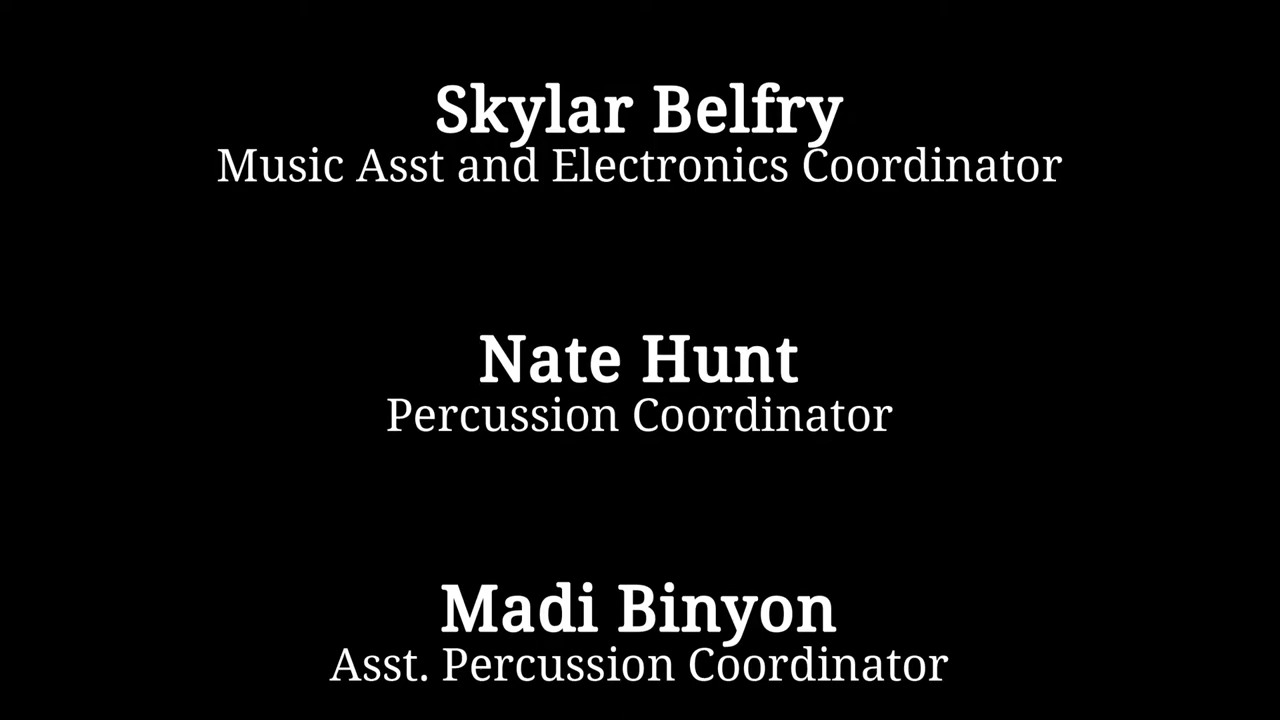 Skylar Belfry
Music Asst and Electronics Coordinator
Nate Hunt
Percussion Coordinator
Madi Binyon
Asst. Percussion Coordinator